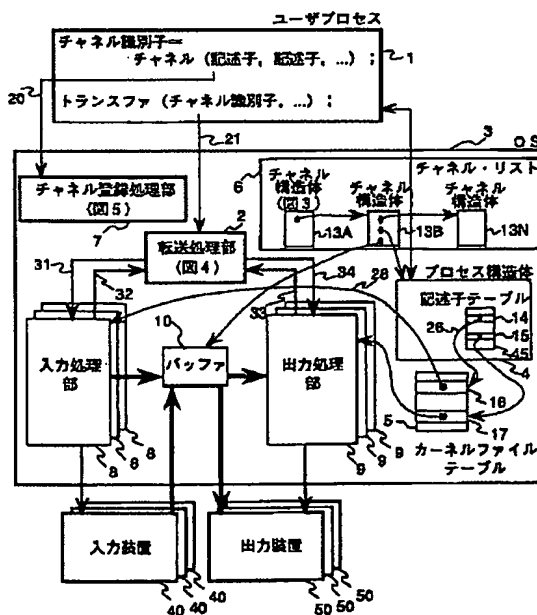 ユーザプロセス
チャネル識別子＝
チャネル（記述子，記述子，…）；
トランスファ（チャネル識別子，…）；
1
20
21
3
OS
チャネル・リスト
6
チャネル構造体（図3）
チャネル構造体
チャネル構造体
13A
13B
13N
チャネル登録処理部（図5）
7
2
転送処理部（図4）
31
32
33
34
28
プロセス構造体
記述子テーブル
14
15
45
4
26
10
入力処理部
バッファ
出力処理部
16
17
5
カーネルファイルテーブル
8
8
8
9
9
9
入力装置
出力装置
40
40
40
50
50
50